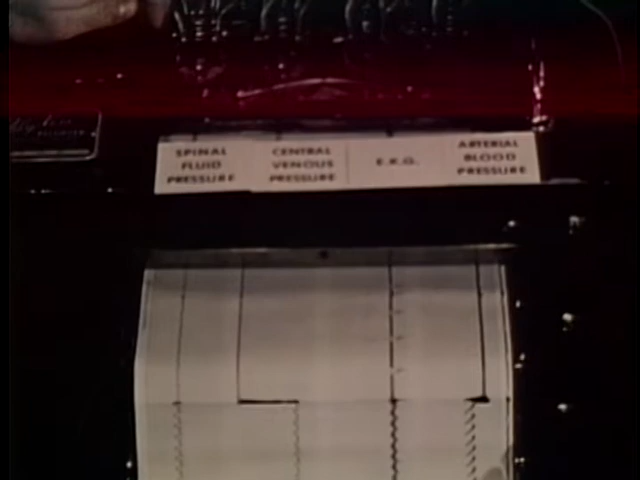 SPINAL
FLUID
PRESSURE
CENTRAL
VENOUS
PRESSURE
E.K.G.
ARTERIAL
BLOOD
PRESSURE